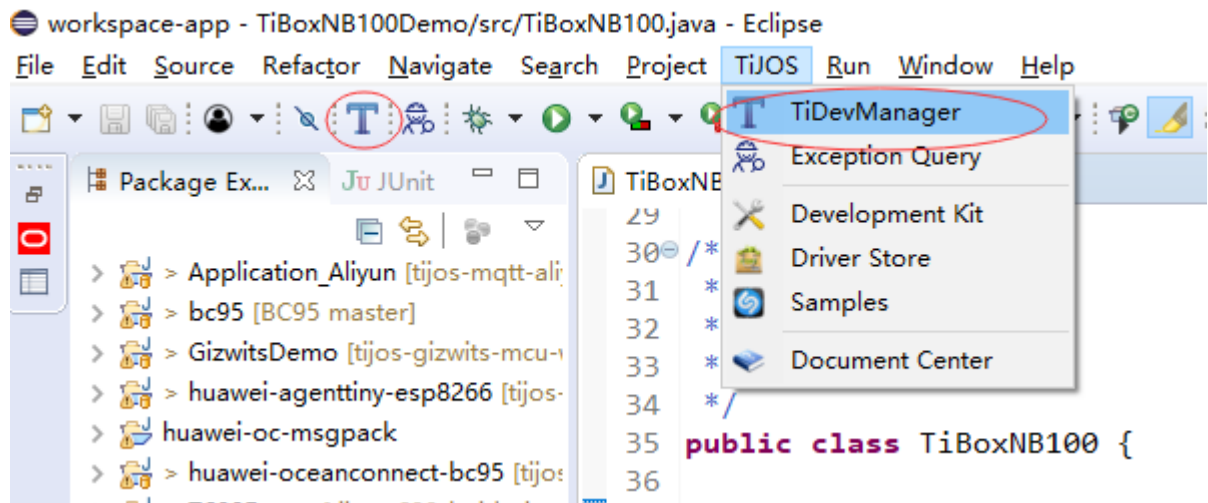 workspace-app - TiBoxNB100Demo/src/TiBoxNB100.java - Eclipse
File Edit Source Refactor Navigate Search Project TiJOS Run Window Help
TiDevManager
Exception Query
Development Kit
Driver Store
Samples
Document Center
Package Ex... JUnit
> Application_Aliyun [tijos-mqtt-ali
> bc95 [BC95 master]
> GizwitsDemo [tijos-gizwits-mcu-
> huawei-agenttiny-esp8266 [tijos-
huawei-oc-msgpack
> huawei-oceanconnect-bc95 [tijos
TiBoxNB
29
30 /*
31 *
32 *
33 *
34 */
35 public class TiBoxNB100 {
36